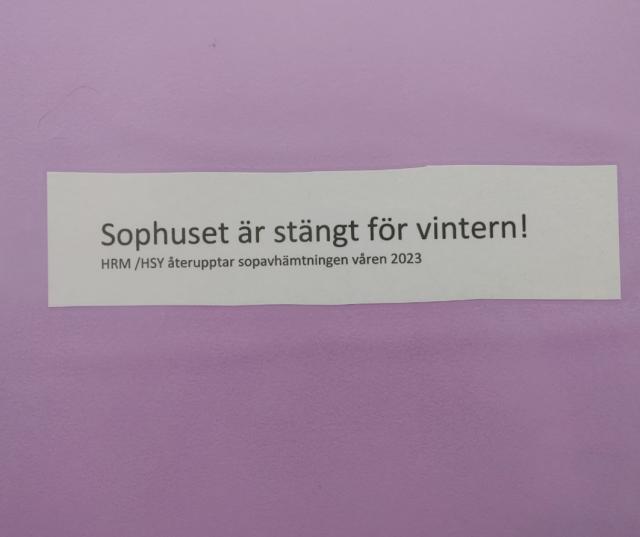 Sophuset är stängt för vintern!
HRM /HSY återupptar sopavhämtningen våren 2023